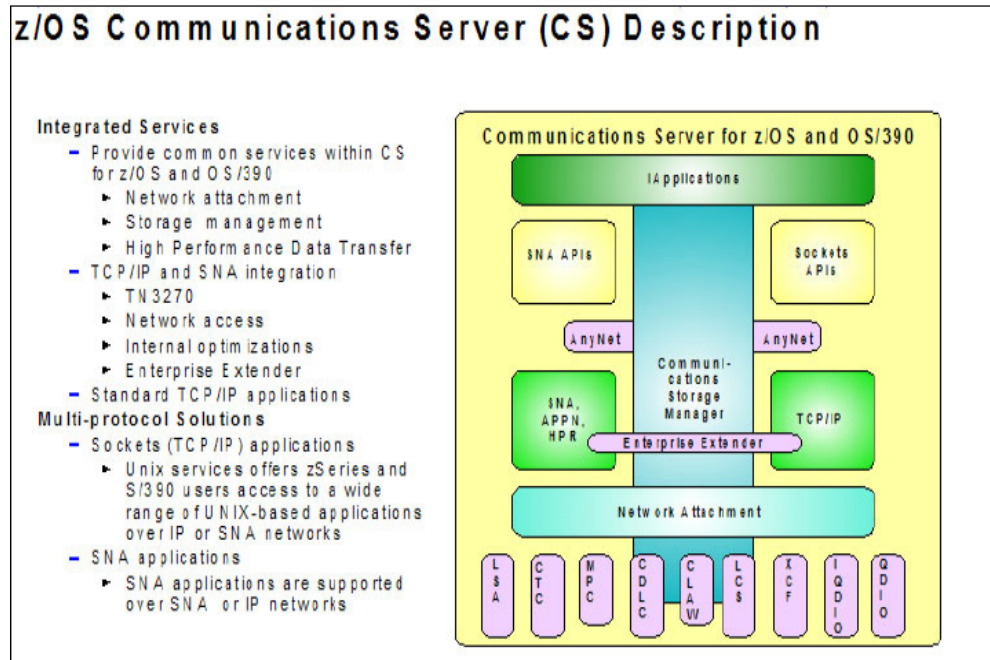 z/OS Communications Server (CS) Description
Integrated Services
– Provide common services within CS
for z/OS and OS/390
► Network attachment
► Storage management
► High Performance Data Transfer
– TCP/IP and SNA integration
► TN3270
► Network access
► Internal optimizations
► Enterprise Extender
– Standard TCP/IP applications
Multi-protocol Solutions
– Sockets (TCP/IP) applications
► Unix services offers zSeries and
S/390 users access to a wide
range of UNIX-based applications
over IP or SNA networks
– SNA applications
► SNA applications are supported
over SNA or IP networks
Communications Server for z/OS and OS/390
IApplications
SNA APIs
Sockets
APIs
AnyNet
AnyNet
Communi-
cations
Storage
Manager
SNA,
APPN,
HPR
TCP/IP
Enterprise Extender
Network Attachment
LSA
CTC
MPC
CDLC
CLAW
LCS
XCF
IQDIO
QDIO